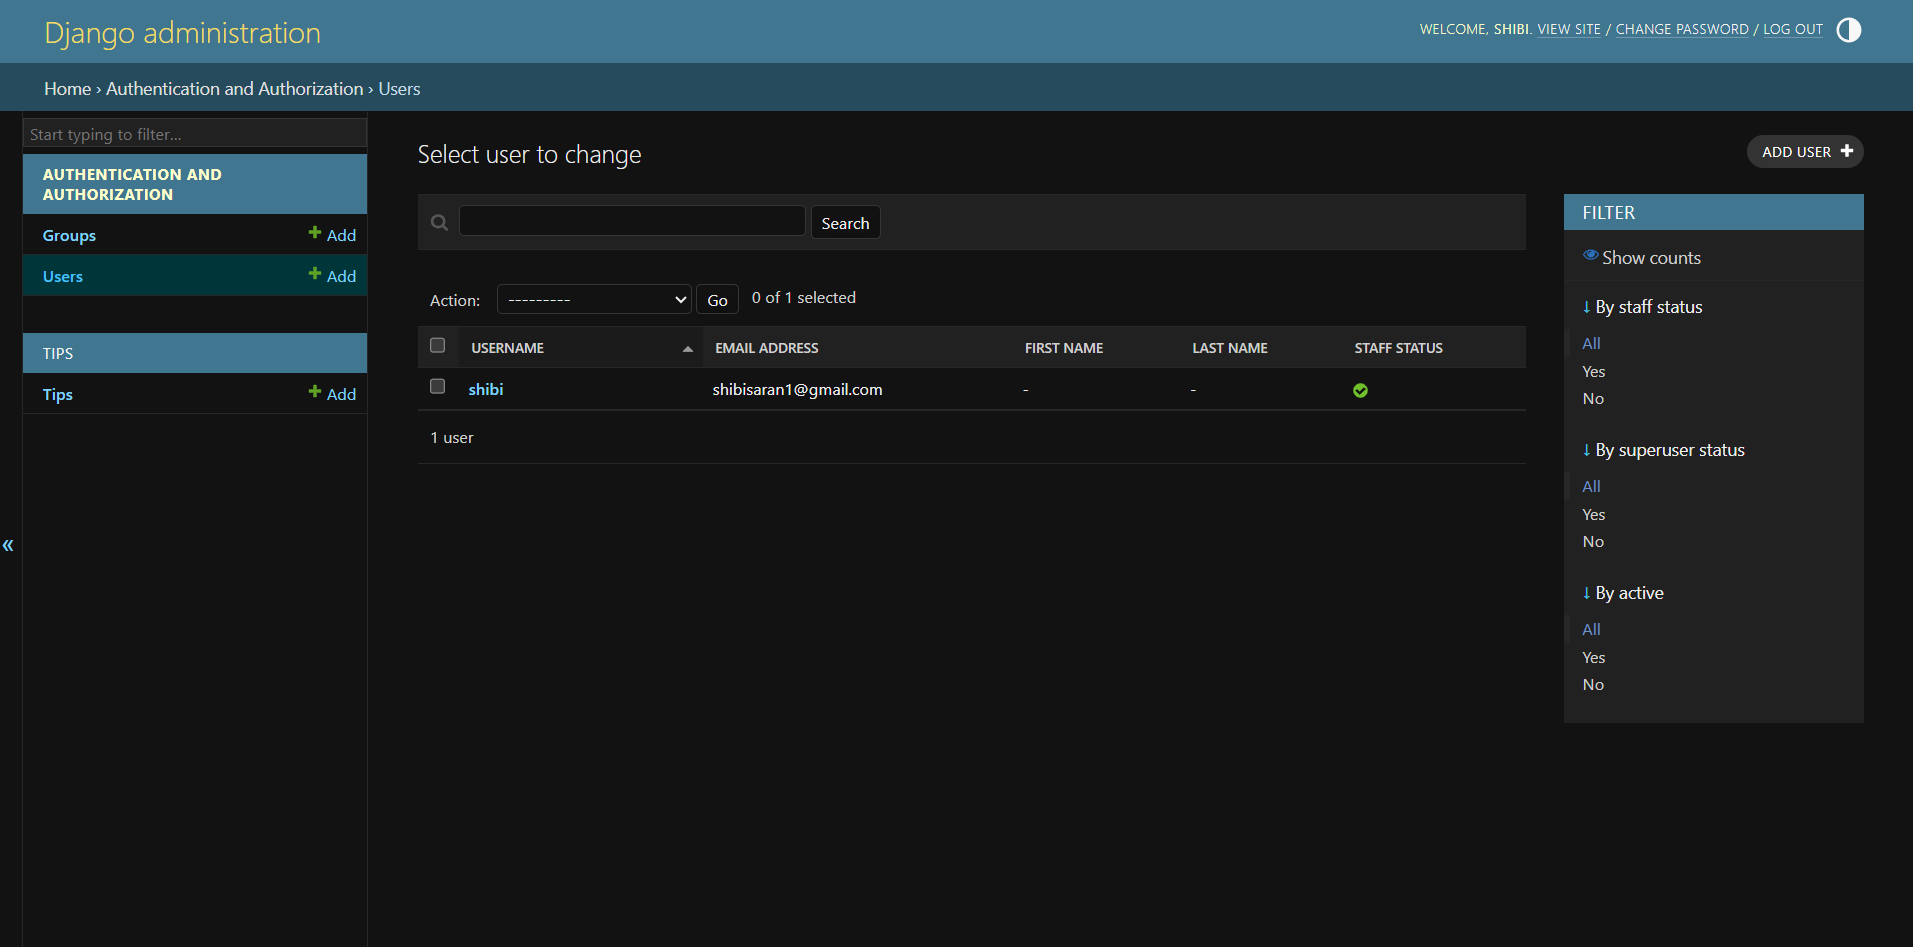 Django administration
WELCOME, SHIBI. VIEW SITE / CHANGE PASSWORD / LOG OUT
Home › Authentication and Authorization › Users
Start typing to filter...
AUTHENTICATION AND
AUTHORIZATION
Groups
+ Add
Users
+ Add
TIPS
Tips
+ Add
«
Select user to change
ADD USER +
Search
Action:
---------
Go
0 of 1 selected
USERNAME EMAIL ADDRESS FIRST NAME LAST NAME STAFF STATUS
shibi shibisaran1@gmail.com - -
1 user
FILTER
Show counts
↓ By staff status
All
Yes
No
↓ By superuser status
All
Yes
No
↓ By active
All
Yes
No